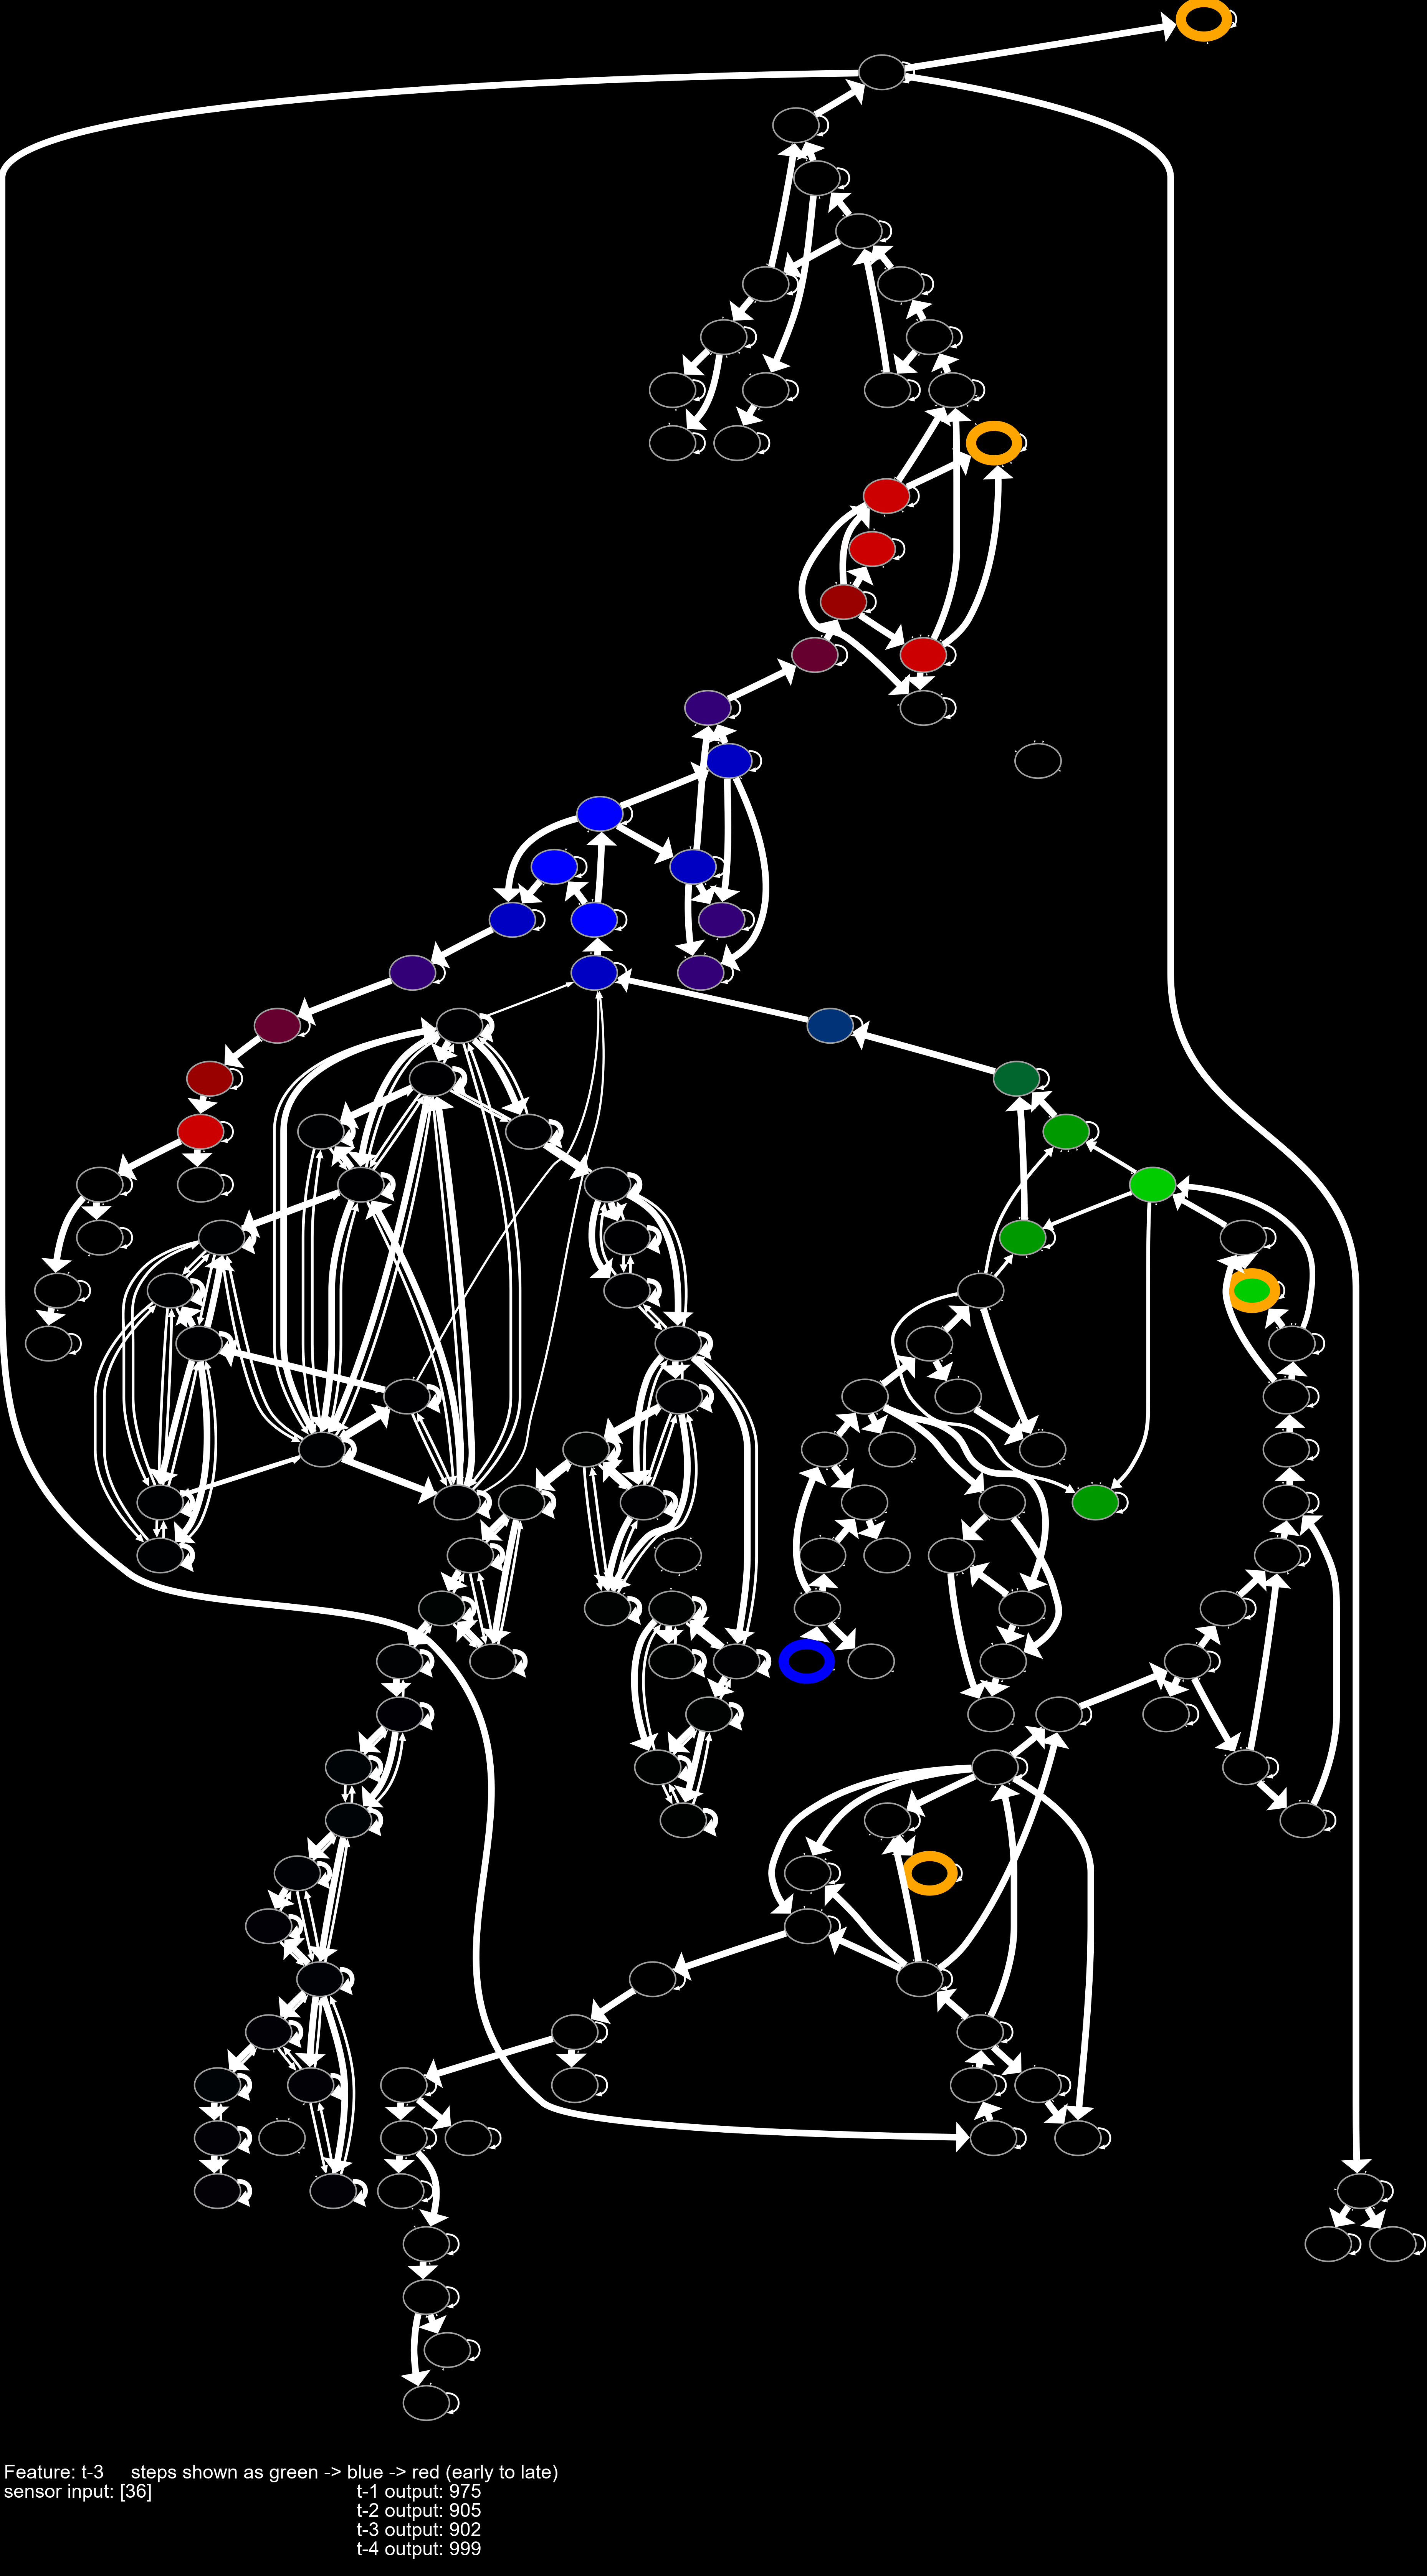 Feature: t-3 steps shown as green -> blue -> red (early to late)
sensor input: [36] t-1 output: 975
t-2 output: 905
t-3 output: 902
t-4 output: 999